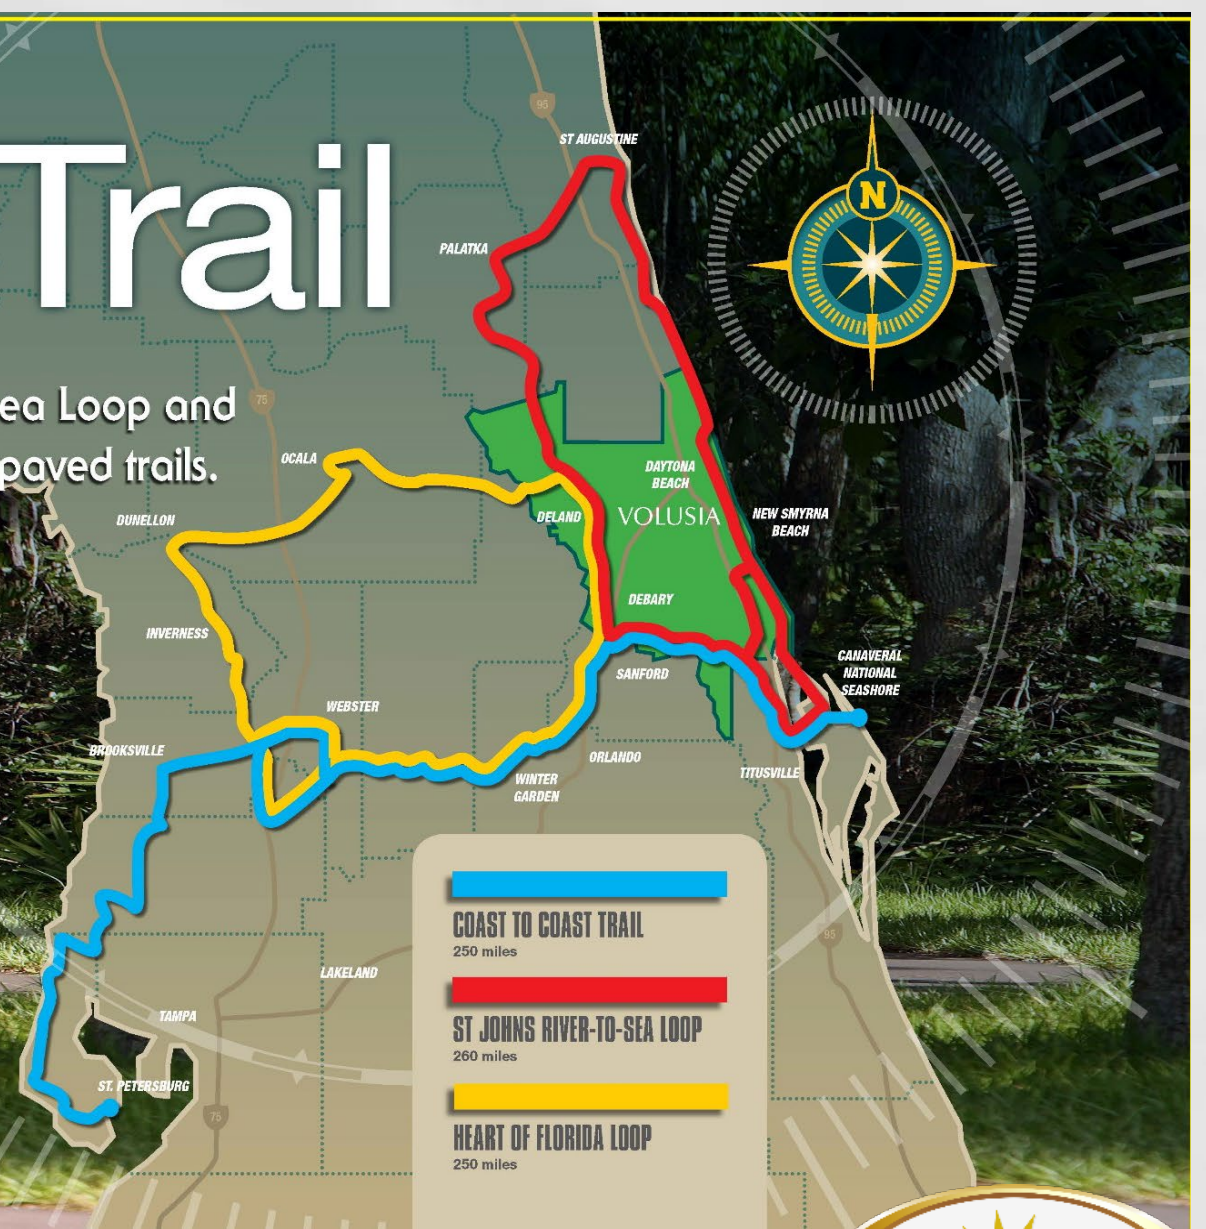 Trail
ea Loop and
paved trails.
95
ST AUGUSTINE
N
PALATKA
75
OCALA
DAYTONA
BEACH
DUNELLON
DELAND
VOLUSIA
NEW SMYRNA
BEACH
DEBARY
INVERNESS
CANAVERAL
NATIONAL
SEASHORE
SANFORD
WEBSTER
BROOKSVILLE
ORLANDO
TITUSVILLE
WINTER
GARDEN
COAST TO COAST TRAIL
250 miles
95
LAKELAND
ST JOHNS RIVER-TO-SEA LOOP
260 miles
TAMPA
ST. PETERSBURG
75
HEART OF FLORIDA LOOP
250 miles